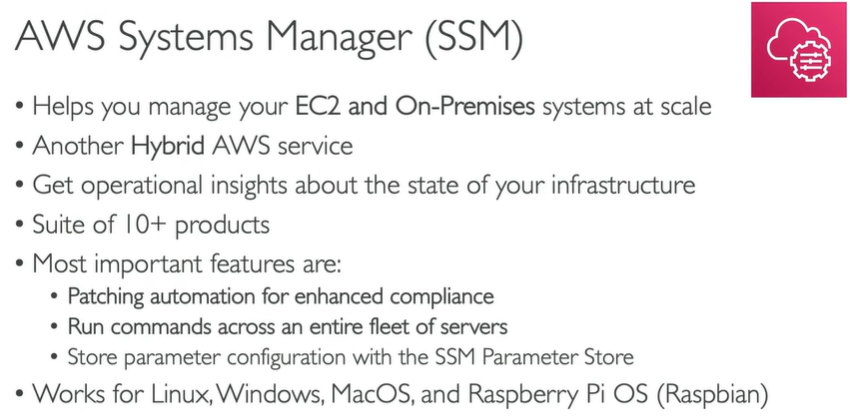 AWS Systems Manager (SSM)
• Helps you manage your EC2 and On-Premises systems at scale
• Another Hybrid AWS service
• Get operational insights about the state of your infrastructure
• Suite of 10+ products
• Most important features are:
• Patching automation for enhanced compliance
• Run commands across an entire fleet of servers
• Store parameter configuration with the SSM Parameter Store
• Works for Linux, Windows, MacOS, and Raspberry Pi OS (Raspbian)